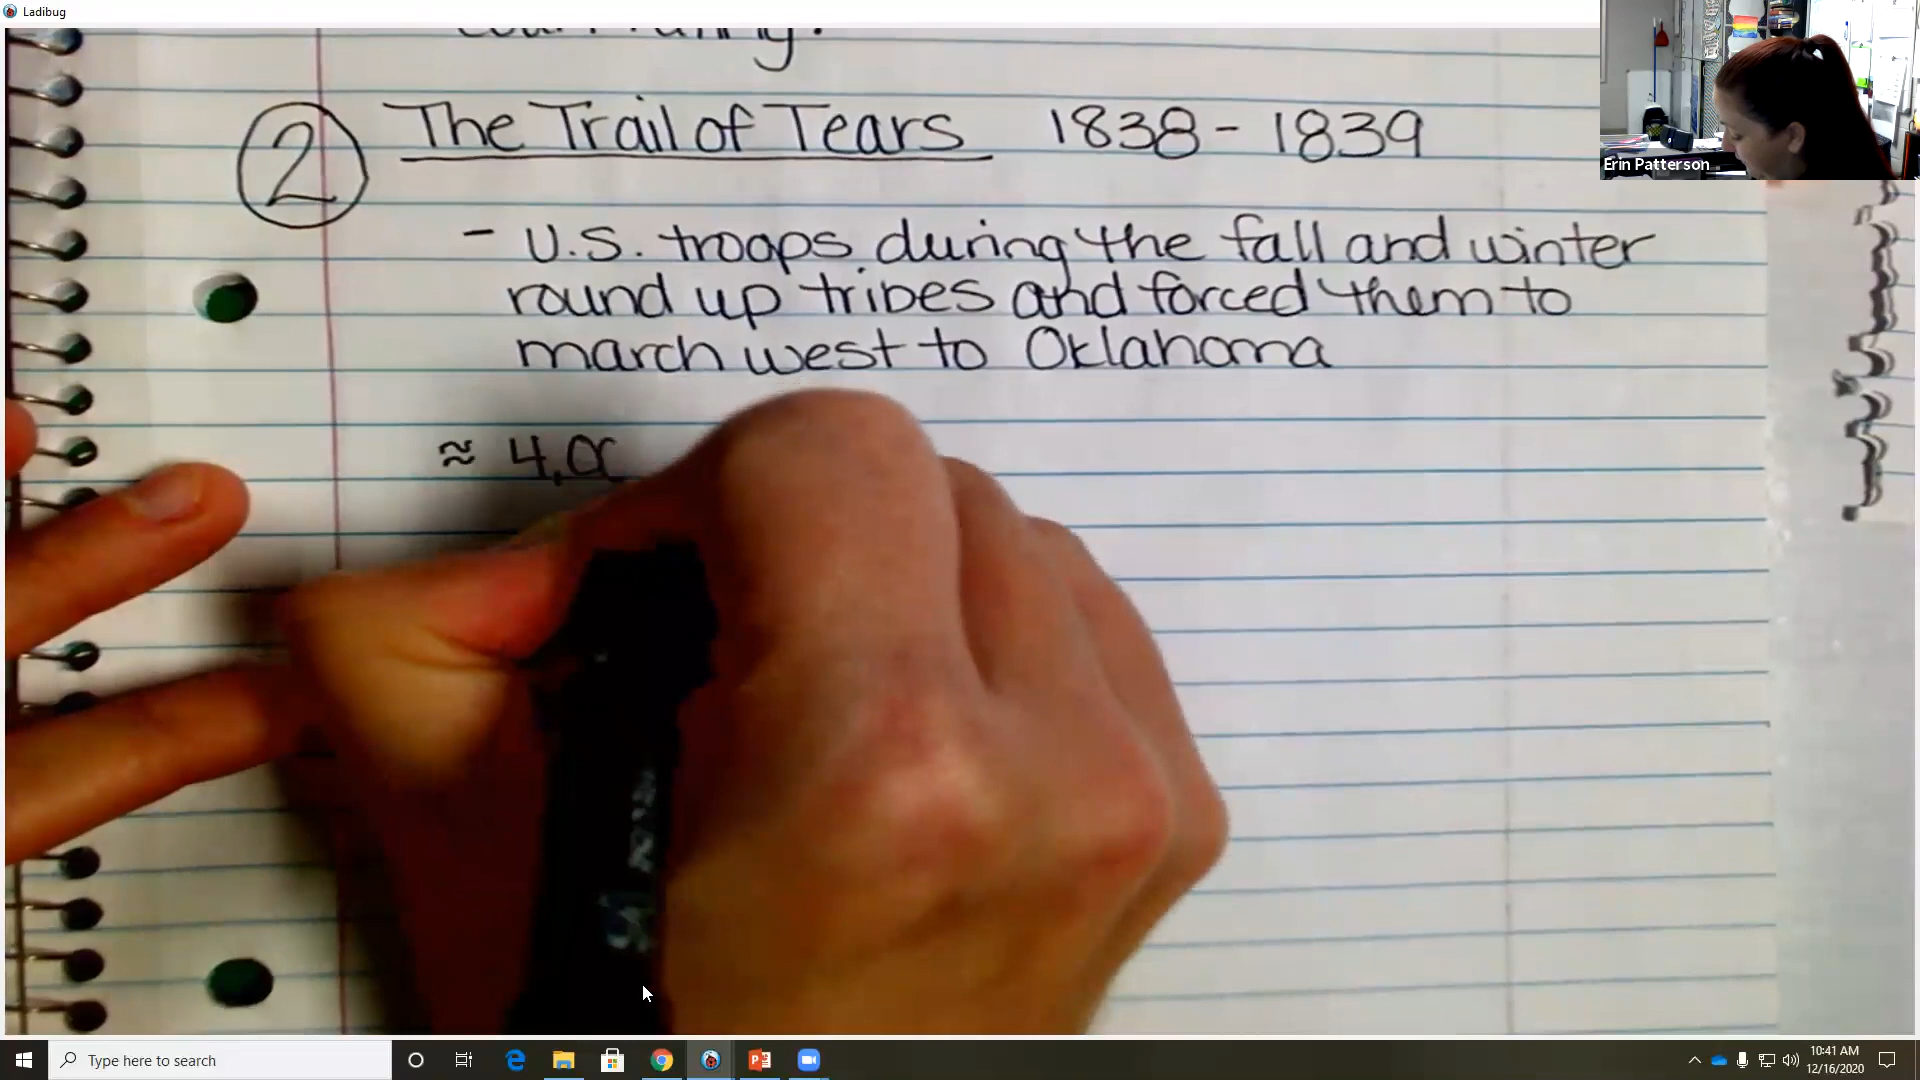 Ladibug
② The Trail of Tears 1838 - 1839
Erin Patterson
- U.S. troops during the fall and winter
round up tribes and forced them to
march west to Oklahoma
≈ 4,0
Type here to search
10:41 AM
12/16/2020